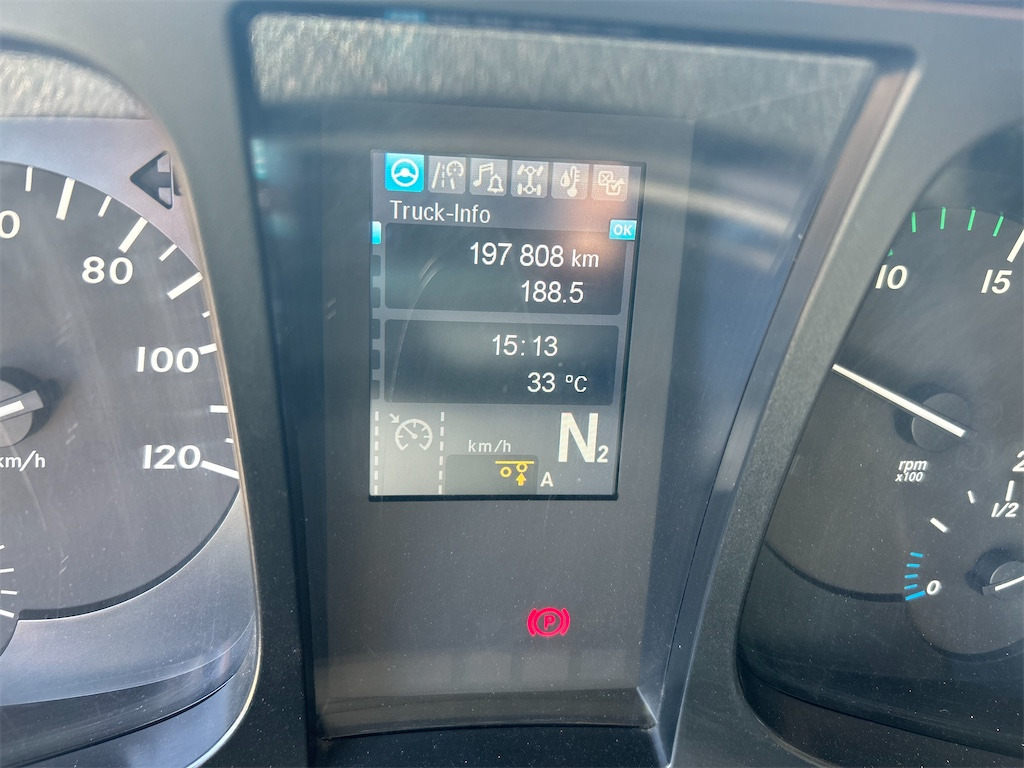 Truck-Info
OK
197 808 km
188.5
15:13
33 °C
km/h
N2
A
P
80
100
120
km/h
10
15
rpm
x100
1/2
0